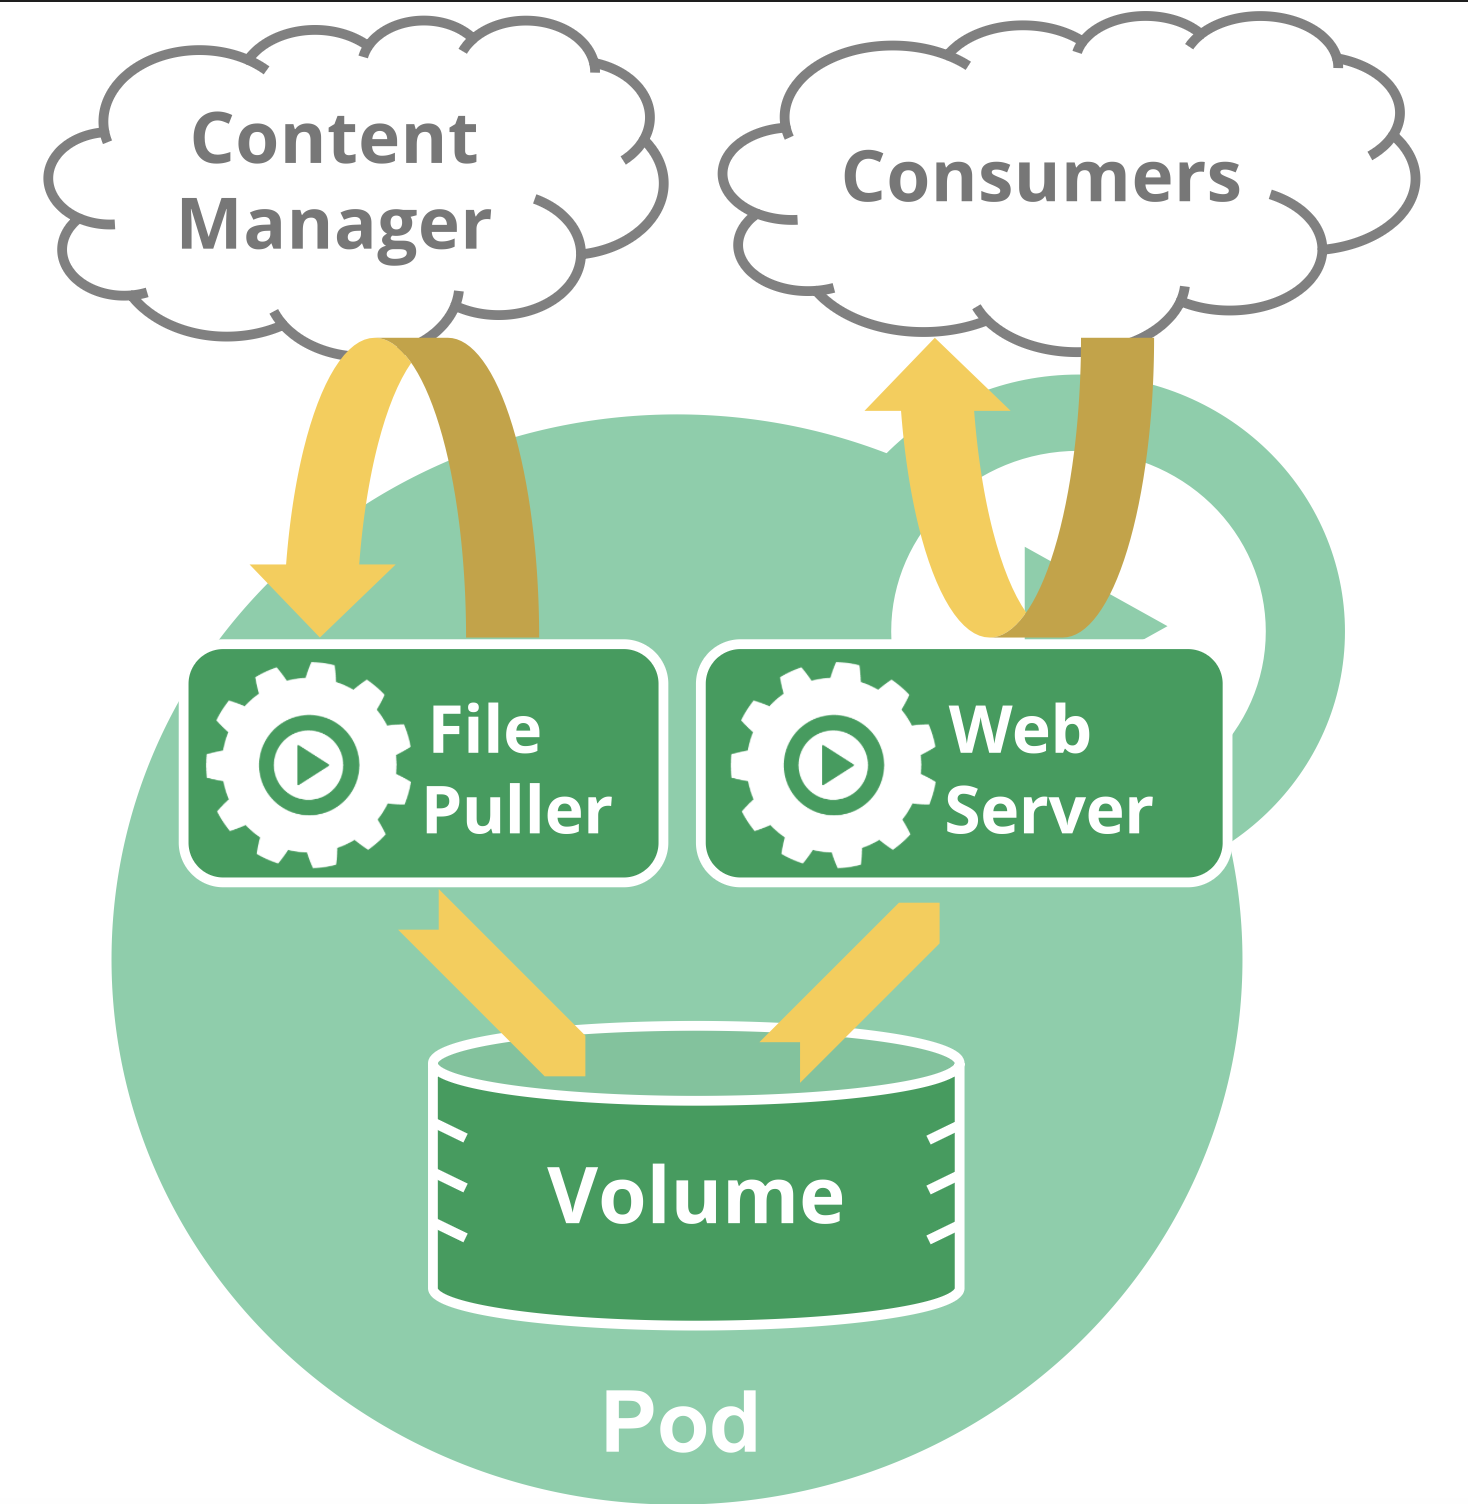 Content
Manager
Consumers
File
Puller
Web
Server
Volume
Pod